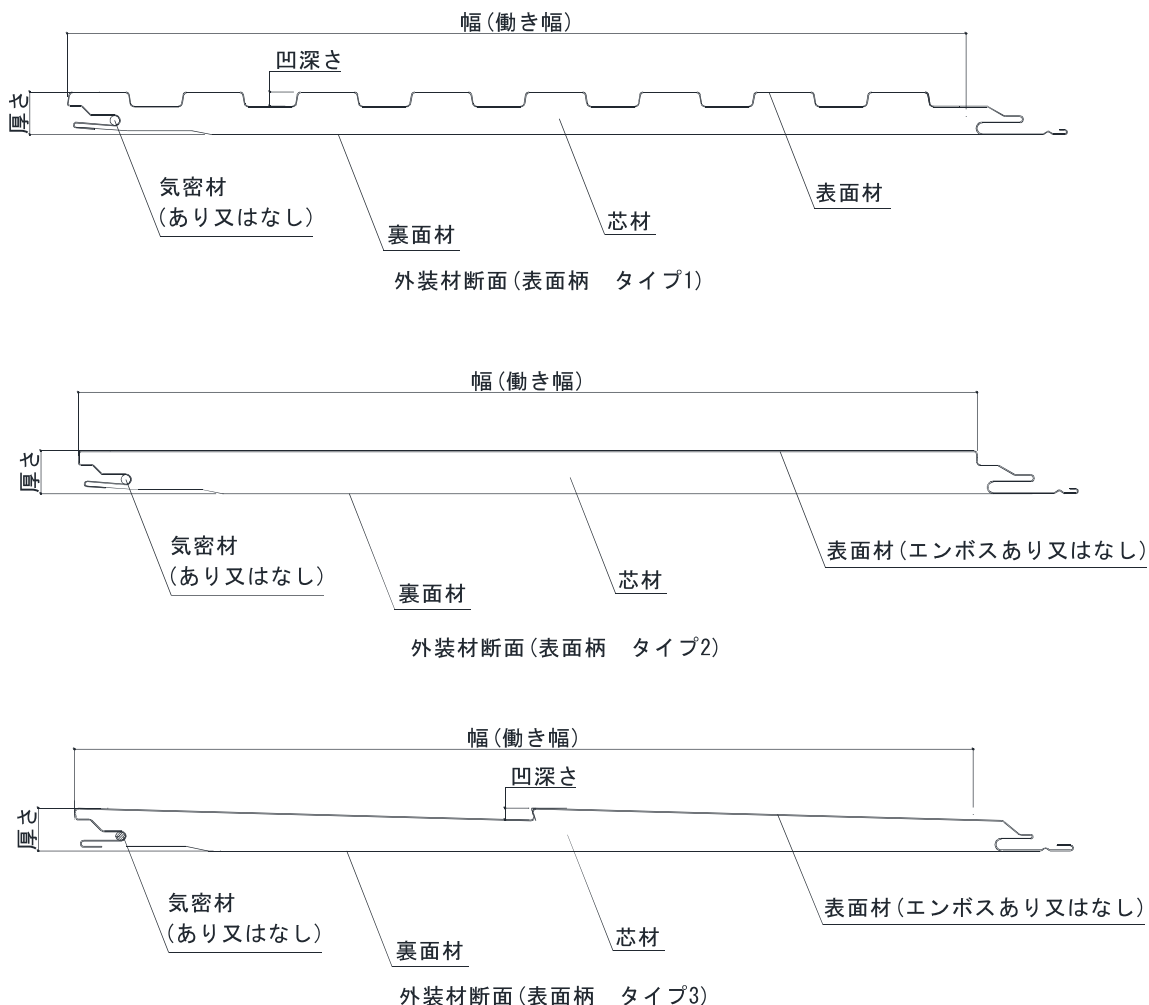 幅(働き幅)
凹深さ
厚さ
気密材
(あり又はなし)
裏面材
芯材
表面材
外装材断面(表面柄　タイプ1)
幅(働き幅)
厚さ
気密材
(あり又はなし)
裏面材
芯材
表面材(エンボスあり又はなし)
外装材断面(表面柄　タイプ2)
幅(働き幅)
凹深さ
厚さ
気密材
(あり又はなし)
裏面材
芯材
表面材(エンボスあり又はなし)
外装材断面(表面柄　タイプ3)